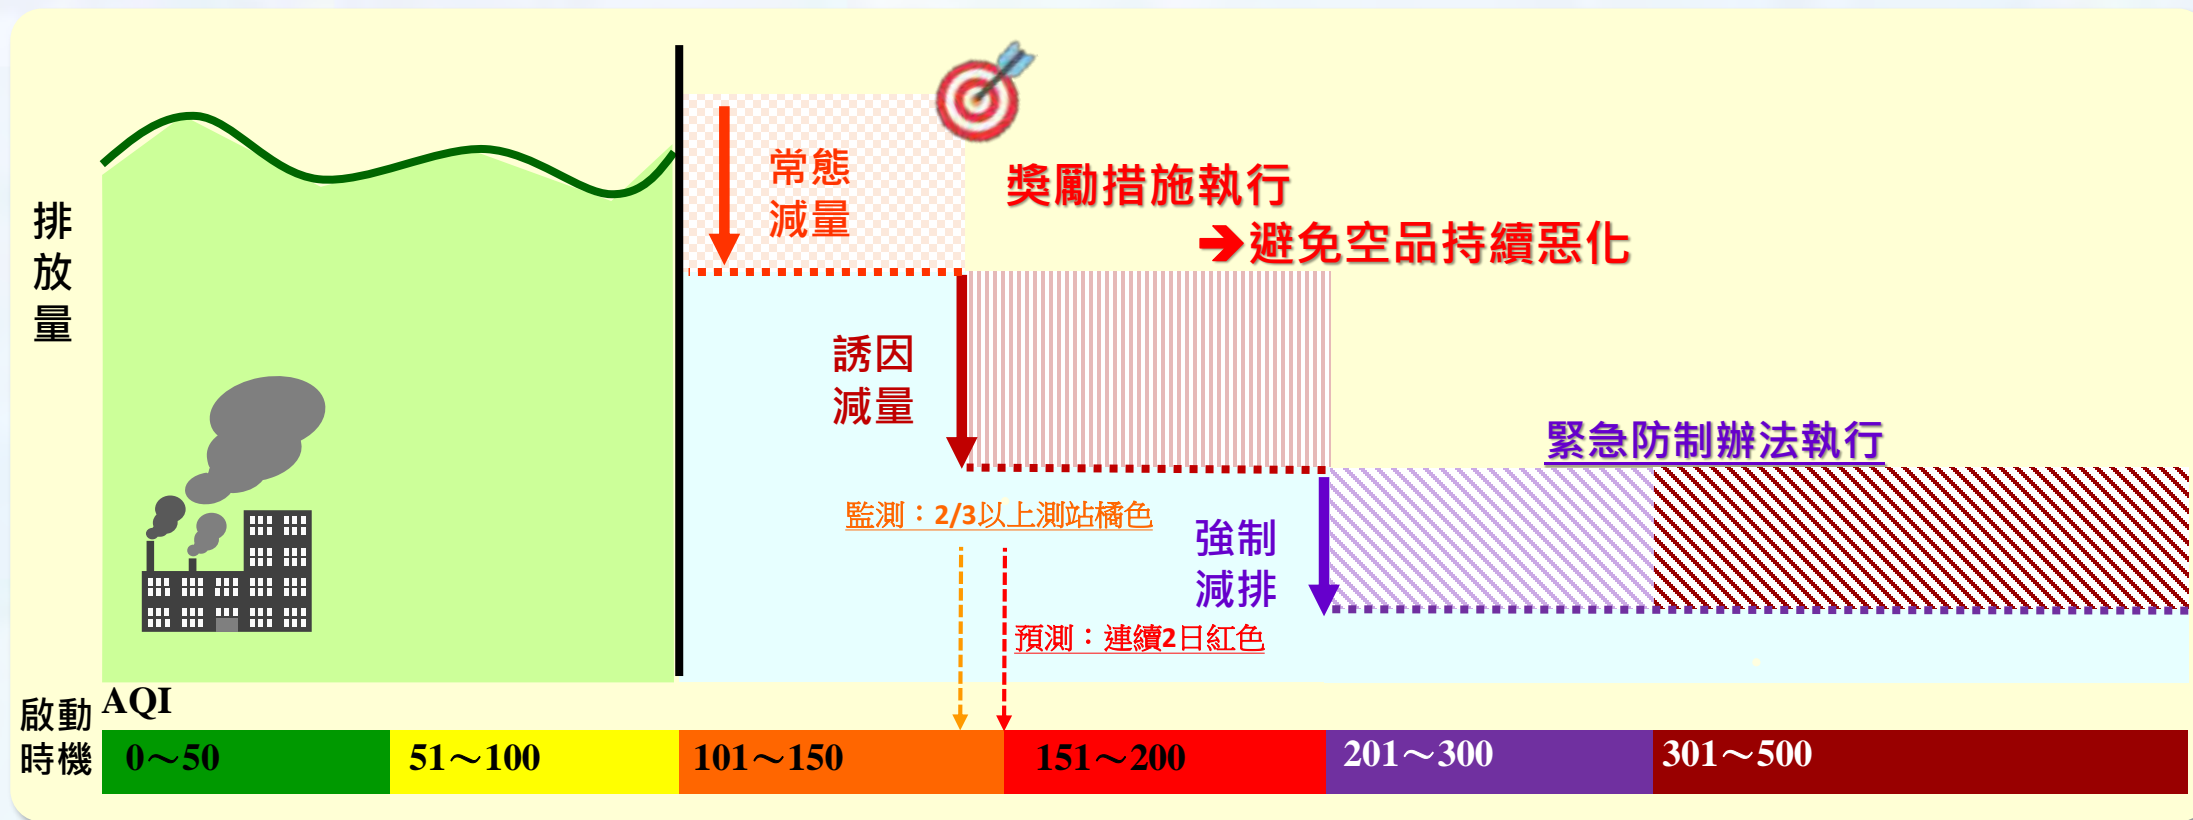 排
放
量
常態
減量
獎勵措施執行
➔避免空品持續惡化
誘因
減量
緊急防制辦法執行
監測：2/3以上測站橘色
強制
減排
預測：連續2日紅色
啟動
時機
AQI
0～50
51～100
101～150
151～200
201～300
301～500